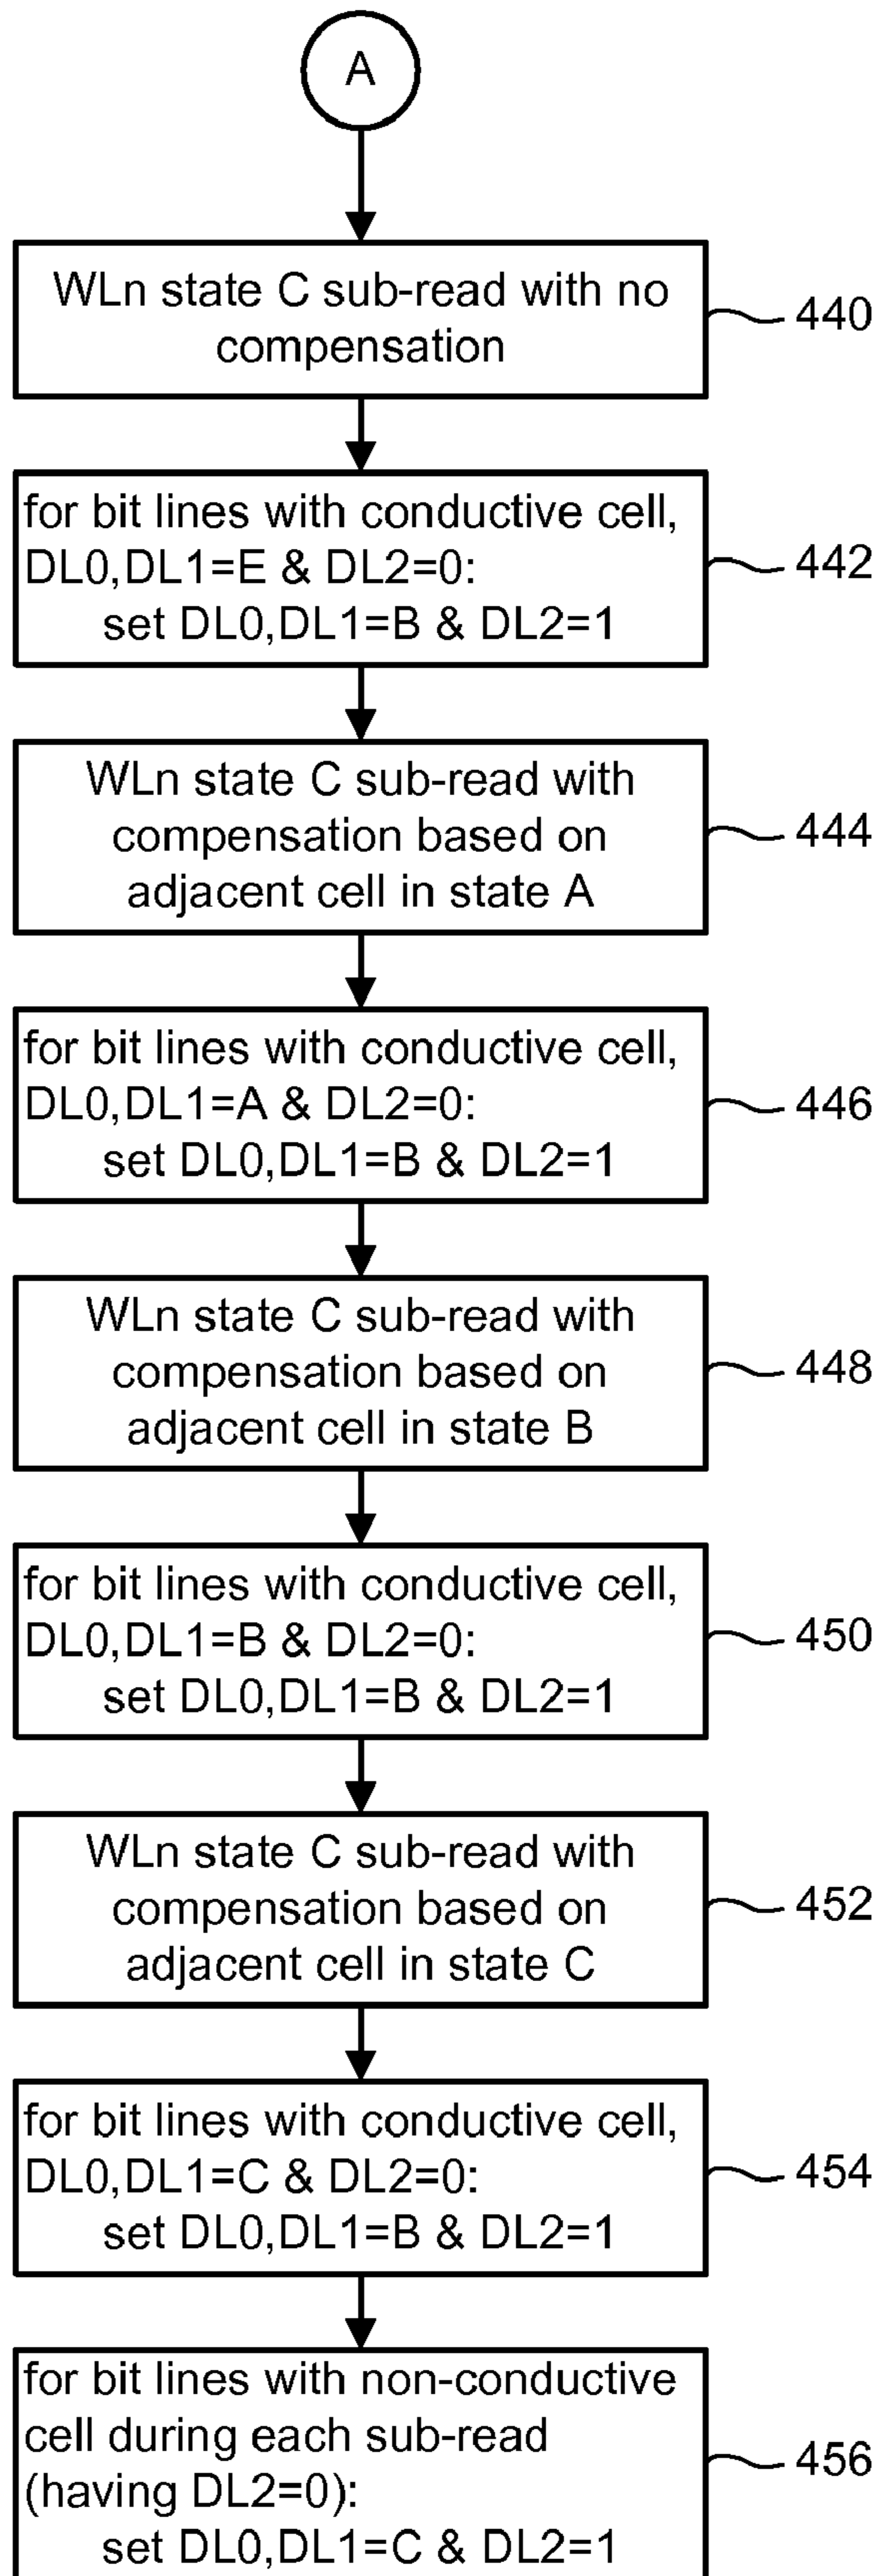 A
WLn state C sub-read with no
compensation
440
for bit lines with conductive cell,
DL0,DL1=E & DL2=0:
set DL0,DL1=B & DL2=1
442
WLn state C sub-read with
compensation based on
adjacent cell in state A
444
for bit lines with conductive cell,
DL0,DL1=A & DL2=0:
set DL0,DL1=B & DL2=1
446
WLn state C sub-read with
compensation based on
adjacent cell in state B
448
for bit lines with conductive cell,
DL0,DL1=B & DL2=0:
set DL0,DL1=B & DL2=1
450
WLn state C sub-read with
compensation based on
adjacent cell in state C
452
for bit lines with conductive cell,
DL0,DL1=C & DL2=0:
set DL0,DL1=B & DL2=1
454
for bit lines with non-conductive
cell during each sub-read
(having DL2=0):
set DL0,DL1=C & DL2=1
456